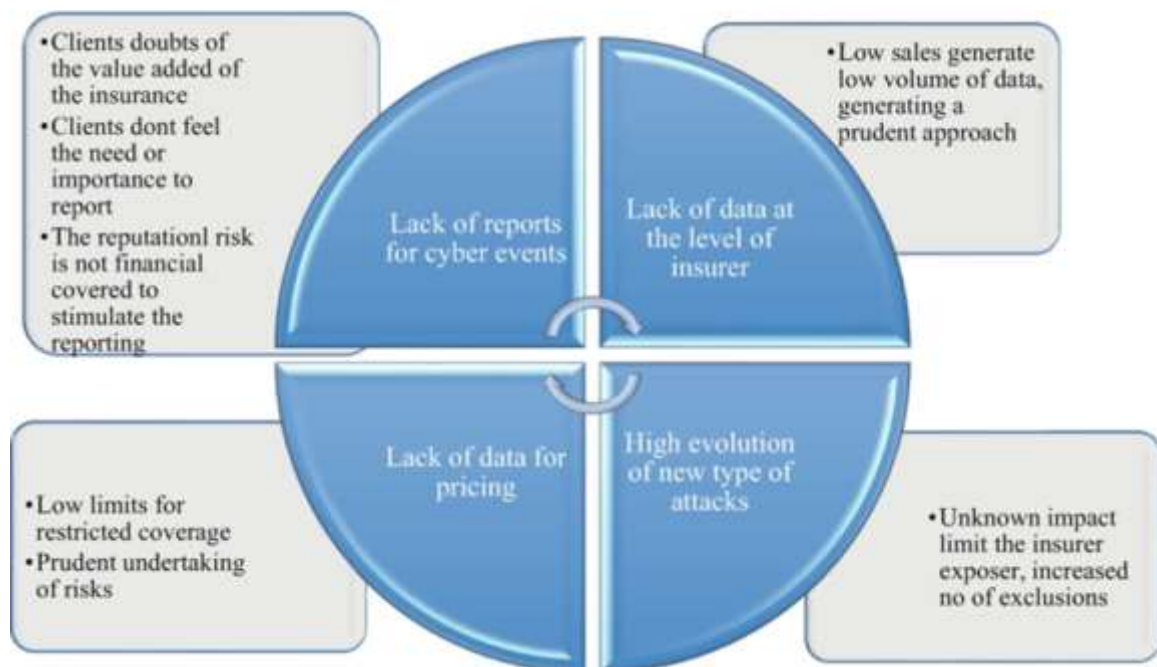 •Clients doubts of
the value added of
the insurance
•Clients dont feel
the need or
importance to
report
•The reputationl risk
is not financial
covered to
stimulate the
reporting
Lack of reports
for cyber events
Lack of data at
the level of
insurer
•Low sales generate
low volume of data,
generating a
prudent approach
•Low limits for
restricted coverage
•Prudent undertaking
of risks
Lack of data for
pricing
High evolution
of new type of
attacks
•Unknown impact
limit the insurer
exposer, increased
no of exclusions